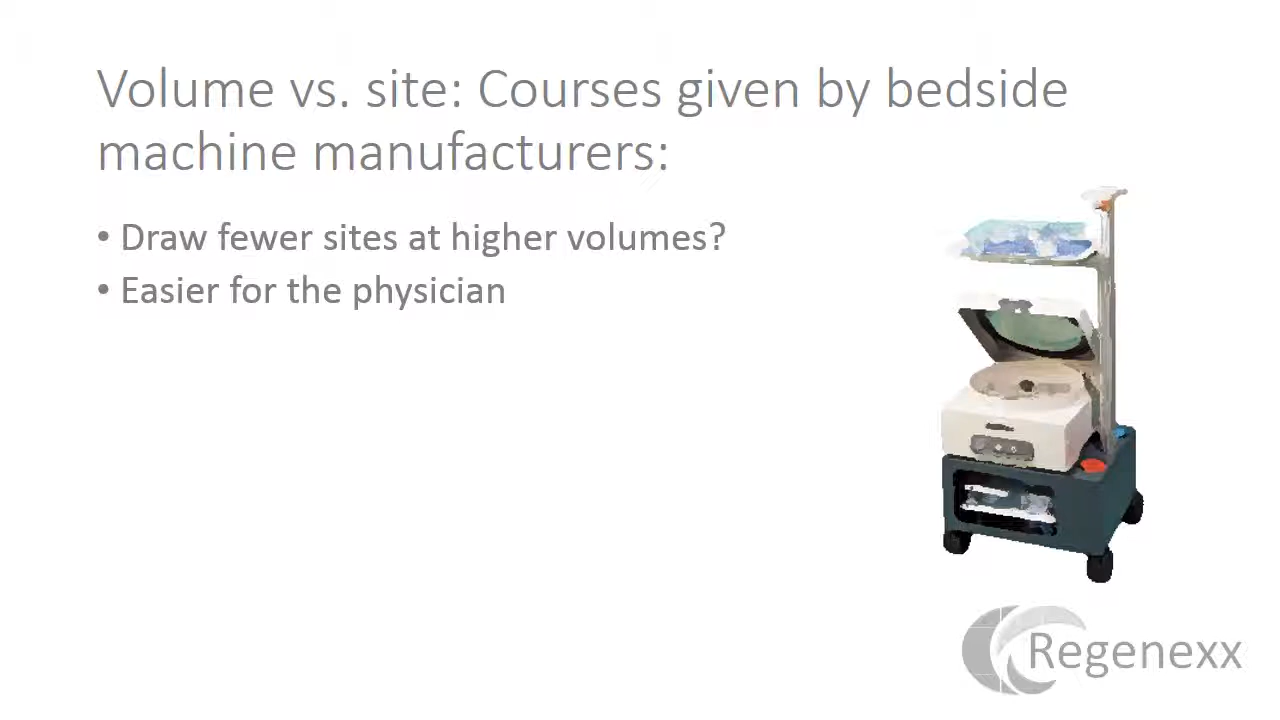 Volume vs. site: Courses given by bedside
machine manufacturers:
• Draw fewer sites at higher volumes?
• Easier for the physician
Regenexx